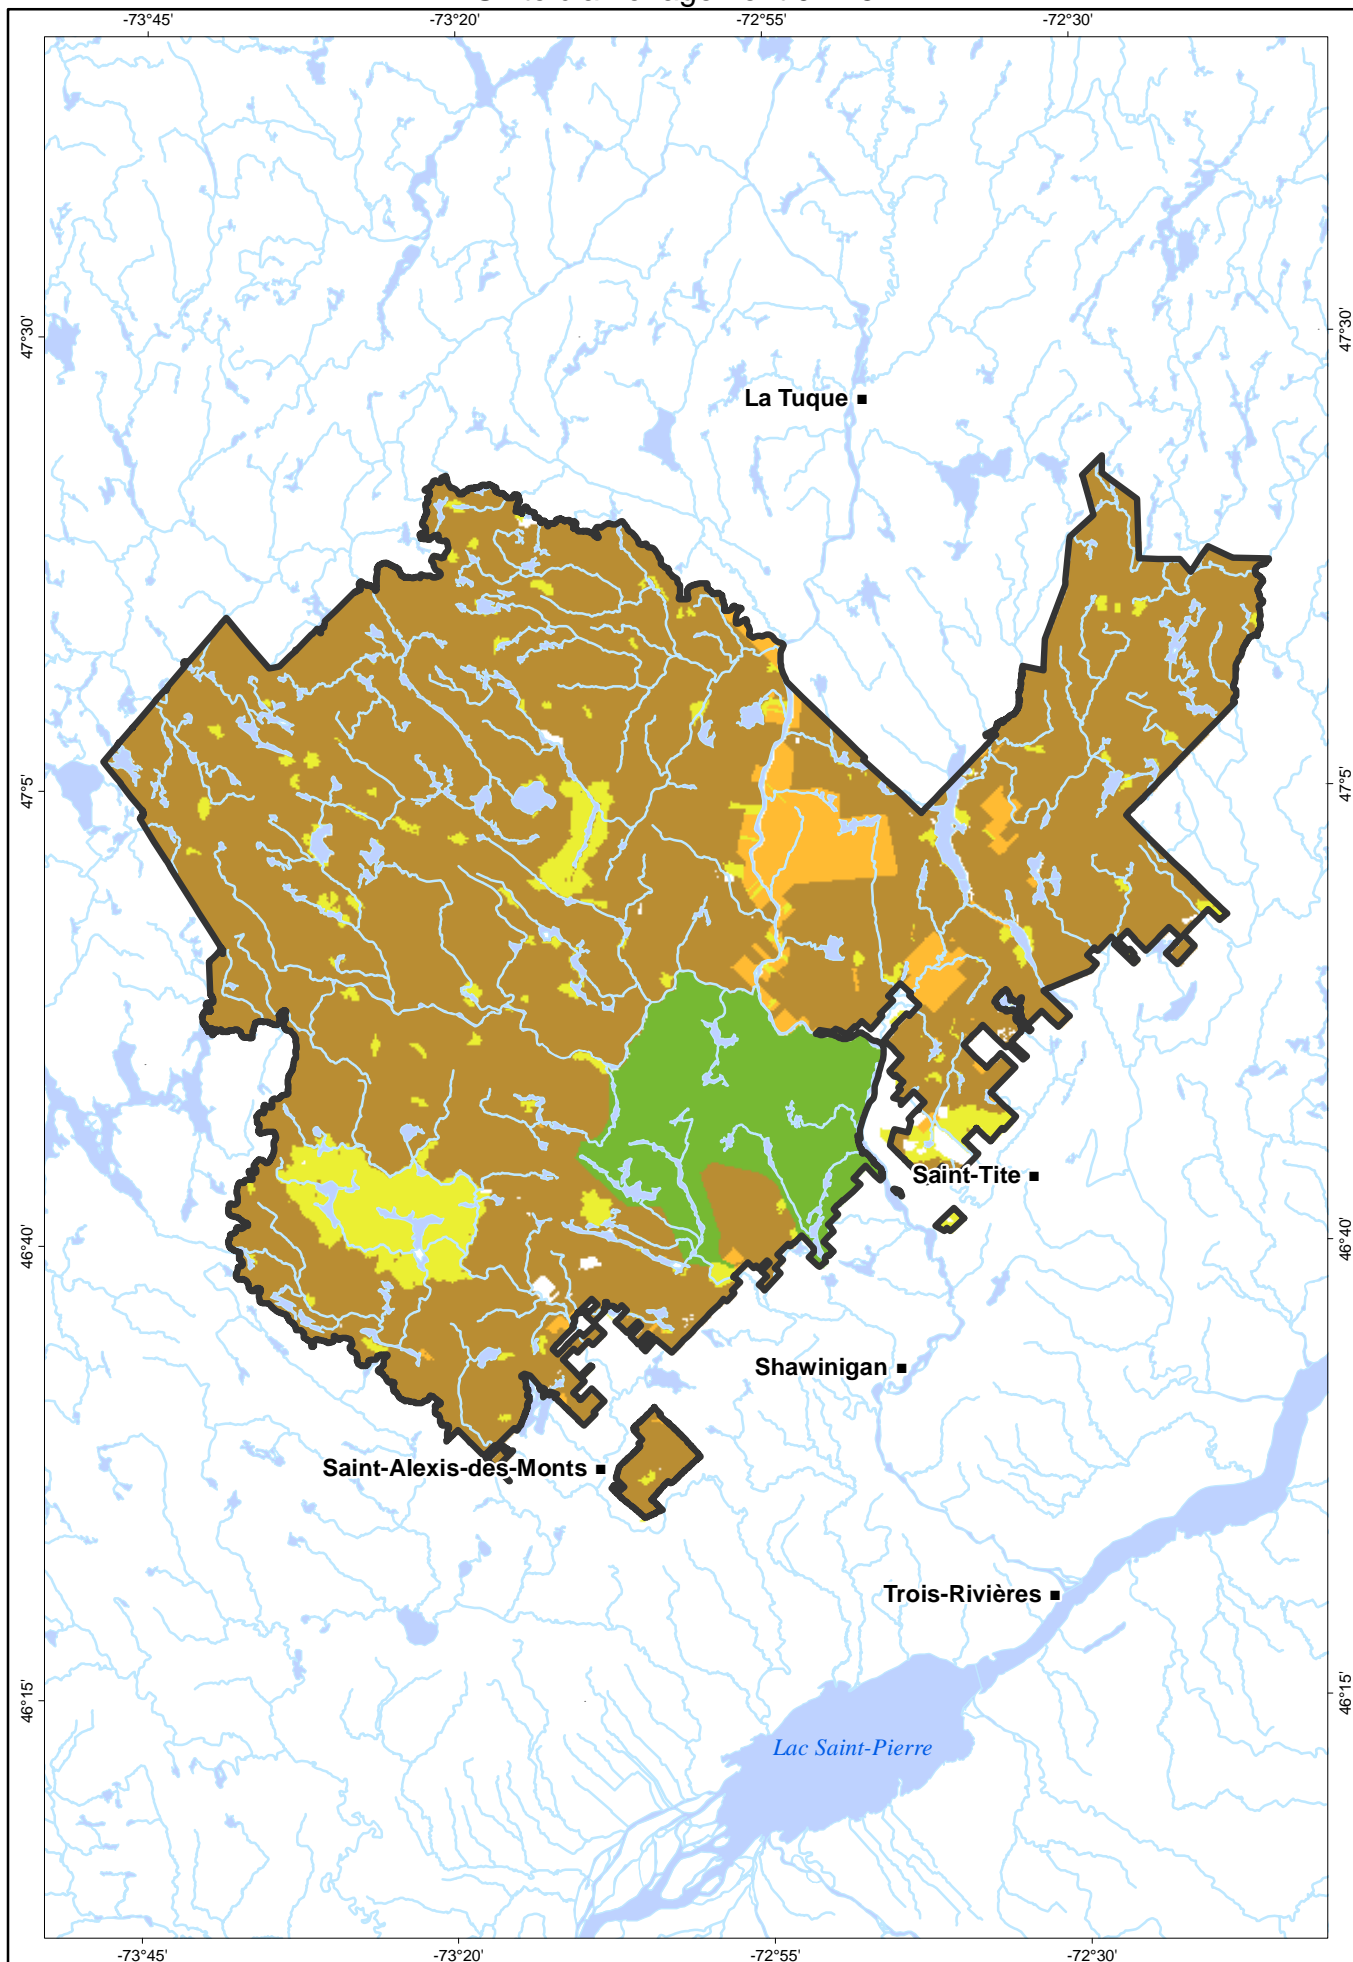 -73°45' -73°20' -72°55' -72°30'
47°30' 47°30'
La Tuque
47°5' 47°5'
Saint-Tite
46°40' 46°40'
Shawinigan
Saint-Alexis-des-Monts
Trois-Rivières
46°15' 46°15'
Lac Saint-Pierre
-73°45' -73°20' -72°55' -72°30'